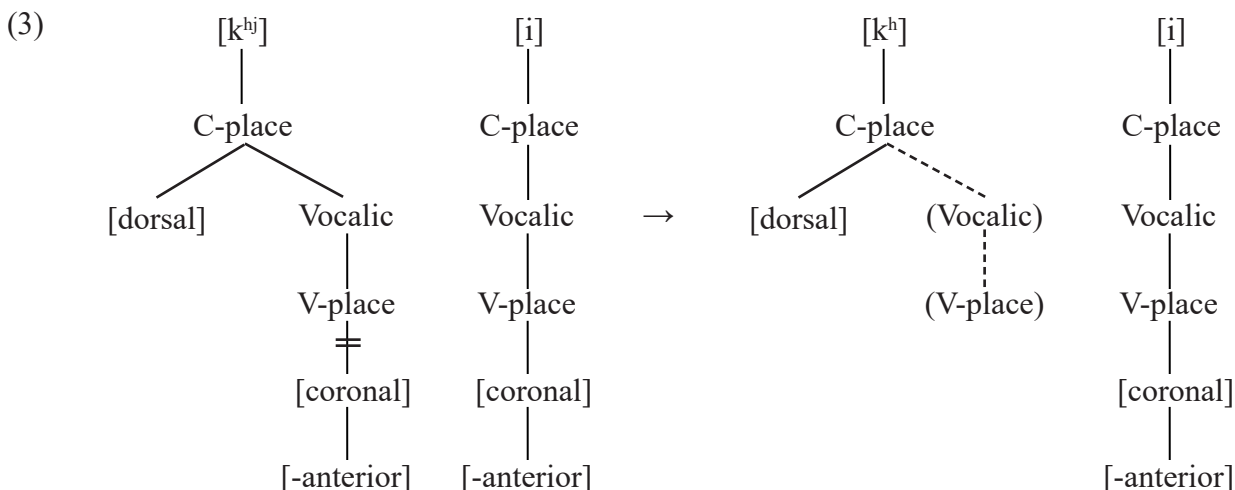 (3) [kʰʲ] [i] [kʰ] [i]
C-place C-place C-place C-place
[dorsal] Vocalic Vocalic → [dorsal] (Vocalic) Vocalic
V-place V-place (V-place) V-place
[coronal] [coronal] [coronal]
[-anterior] [-anterior] [-anterior]